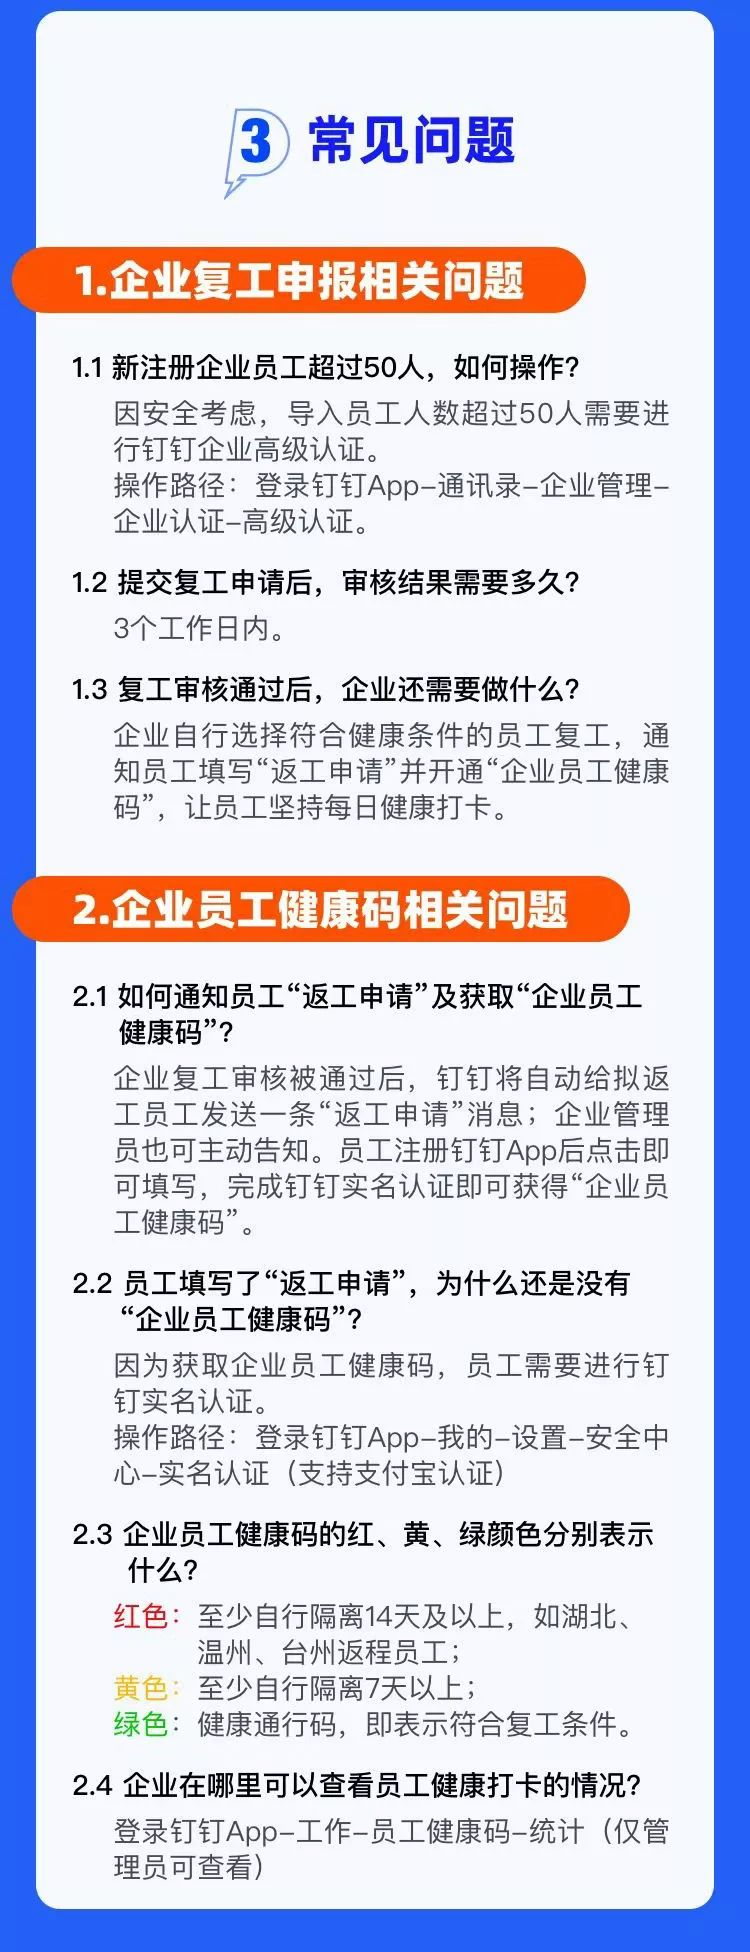 3 常见问题
1.企业复工申报相关问题
1.1 新注册企业员工超过50人，如何操作？
因安全考虑，导入员工人数超过50人需要进
行钉钉企业高级认证。
操作路径：登录钉钉App–通讯录–企业管理–
企业认证–高级认证。
1.2 提交复工申请后，审核结果需要多久？
3个工作日内。
1.3 复工审核通过后，企业还需要做什么？
企业自行选择符合健康条件的员工复工，通
知员工填写“返工申请”并开通“企业员工健康
码”，让员工坚持每日健康打卡。
2.企业员工健康码相关问题
2.1 如何通知员工“返工申请”及获取“企业员工
健康码”？
企业复工审核被通过后，钉钉将自动给拟返
工员工发送一条“返工申请”消息；企业管理
员也可主动告知。员工注册钉钉App后点击即
可填写，完成钉钉实名认证即可获得“企业员
工健康码”。
2.2 员工填写了“返工申请”，为什么还是没有
“企业员工健康码”？
因为获取企业员工健康码，员工需要进行钉
钉实名认证。
操作路径：登录钉钉App–我的–设置–安全中
心–实名认证（支持支付宝认证）
2.3 企业员工健康码的红、黄、绿颜色分别表示
什么？
红色：至少自行隔离14天及以上，如湖北、
温州、台州返程员工；
黄色：至少自行隔离7天以上；
绿色：健康通行码，即表示符合复工条件。
2.4 企业在哪里可以查看员工健康打卡的情况？
登录钉钉App–工作–员工健康码–统计（仅管
理员可查看）